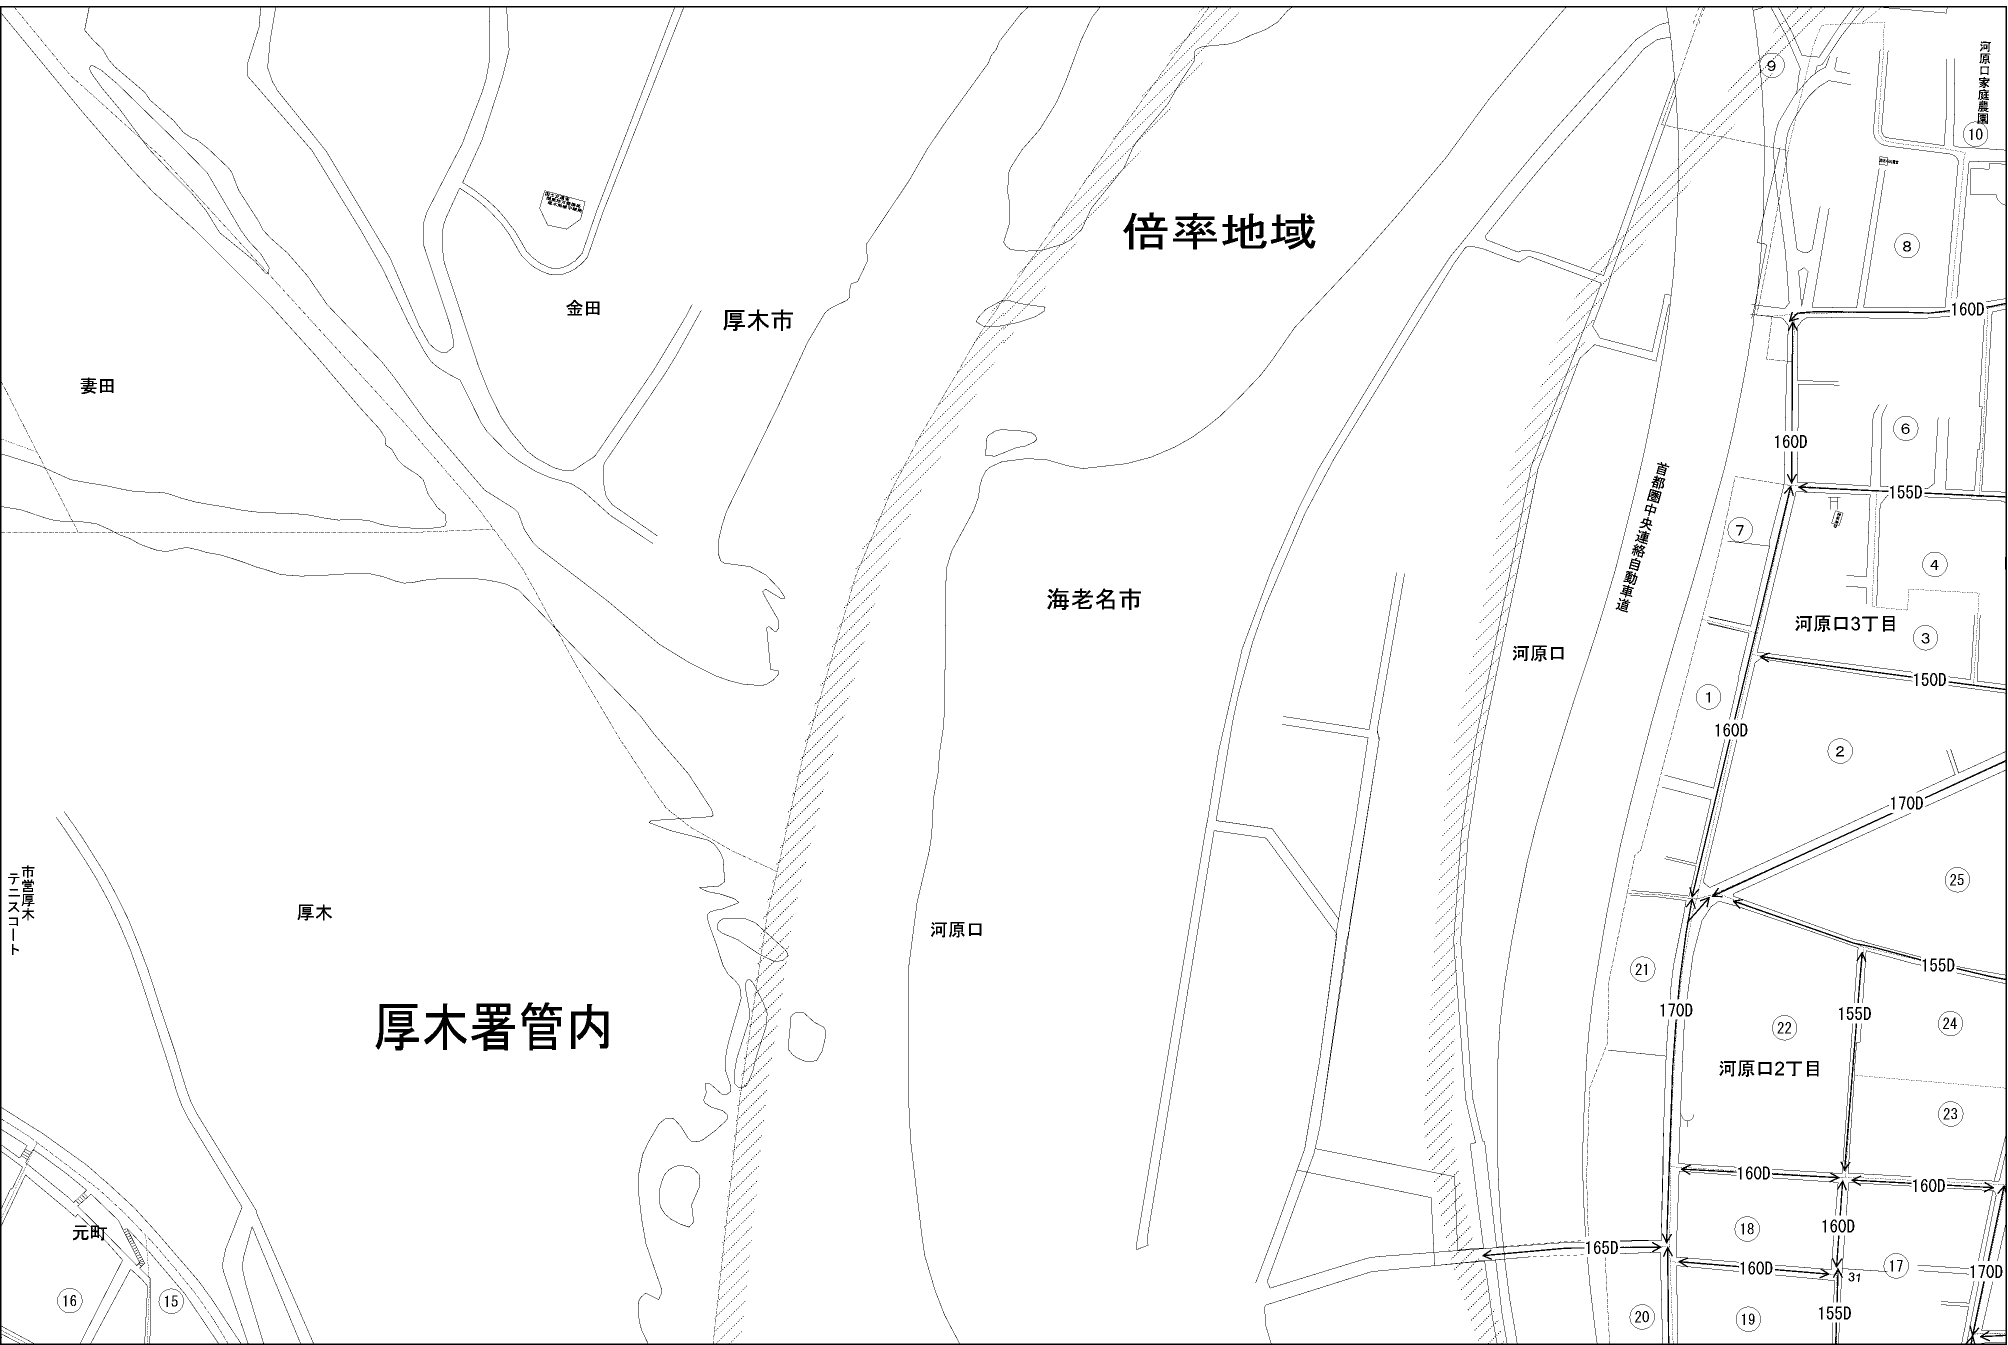 河原口家庭農園
9
10
倍率地域
8
金田
厚木市
160D
妻田
160D
6
155D
首都圏中央連絡自動車道
7
4
海老名市
河原口3丁目
3
河原口
150D
1
160D
2
170D
市営厚木
テニスコート
25
厚木
河原口
155D
21
170D
155D
24
22
厚木署管内
河原口2丁目
23
160D
160D
元町
18
160D
165D
160D
17
170D
31
16
15
20
19
155D